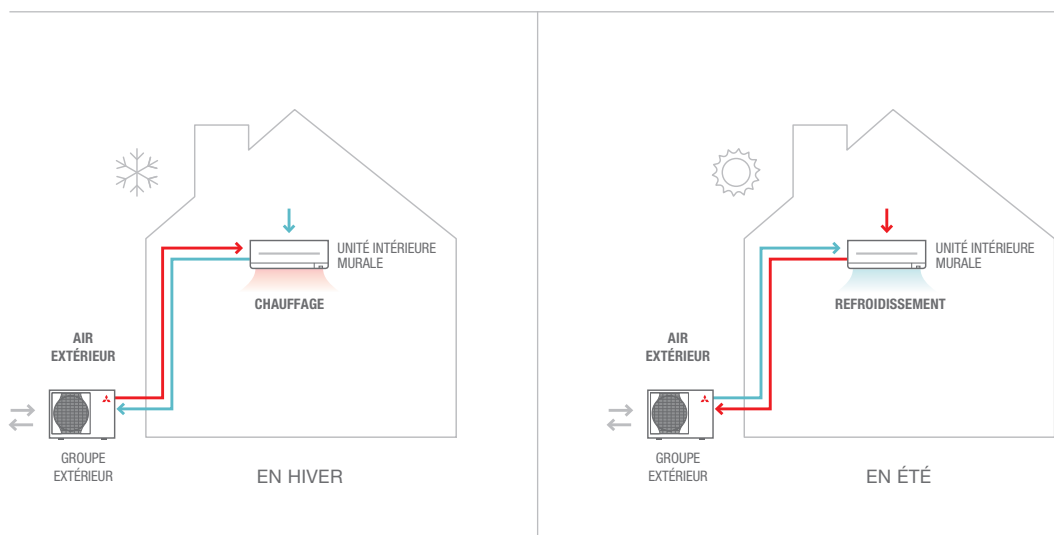 UNITÉ INTÉRIEURE
MURALE
CHAUFFAGE
AIR
EXTÉRIEUR
GROUPE
EXTÉRIEUR
EN HIVER
UNITÉ INTÉRIEURE
MURALE
REFROIDISSEMENT
AIR
EXTÉRIEUR
GROUPE
EXTÉRIEUR
EN ÉTÉ